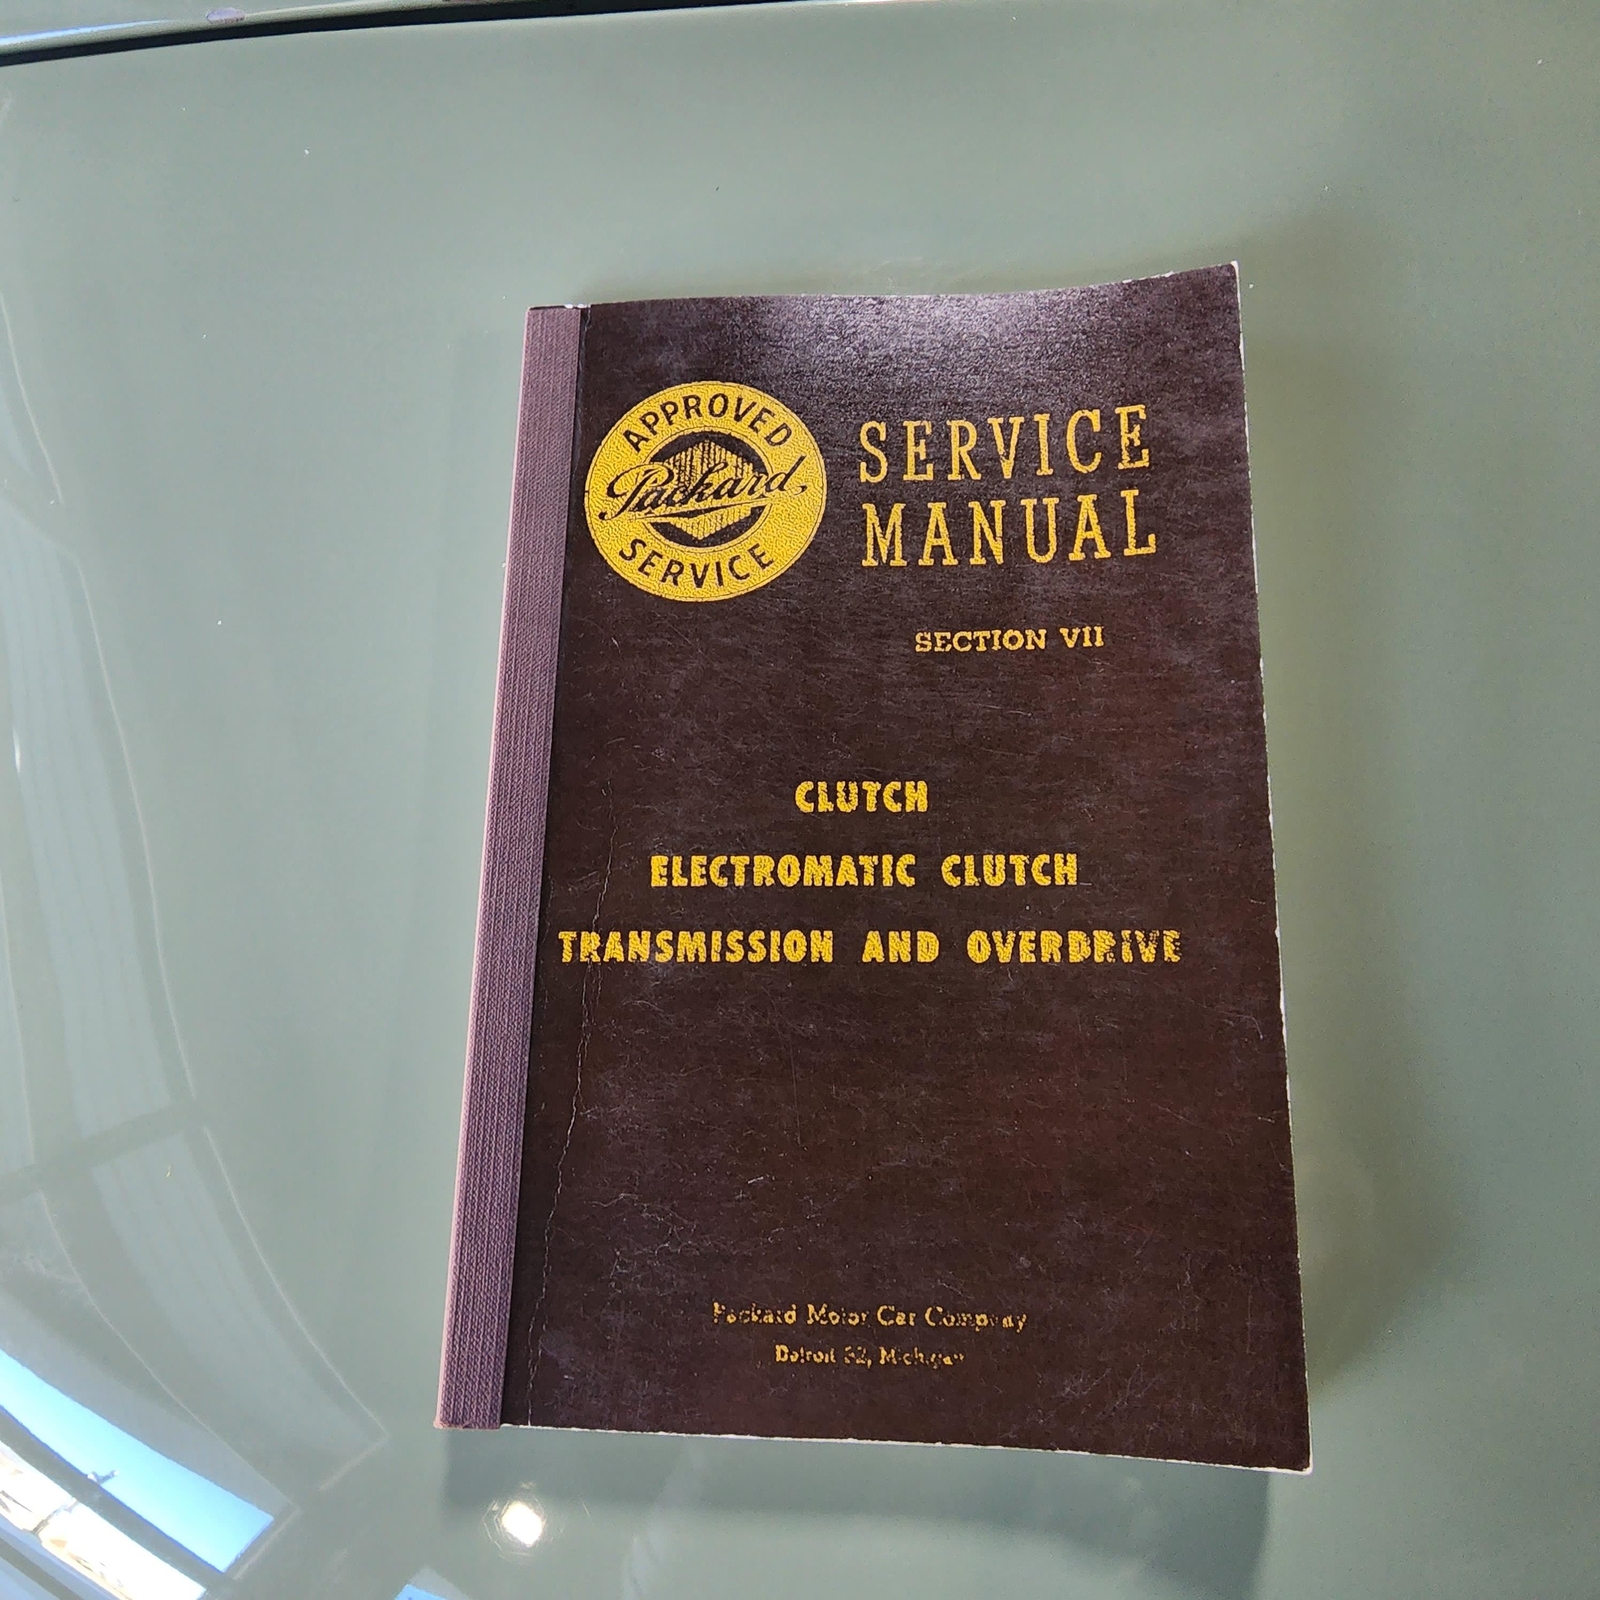 APPROVED
Packard
SERVICE
SERVICE
MANUAL
SECTION VII
CLUTCH
ELECTROMATIC CLUTCH
TRANSMISSION AND OVERDRIVE
Packard Motor Car Company
Detroit 32, Michigan